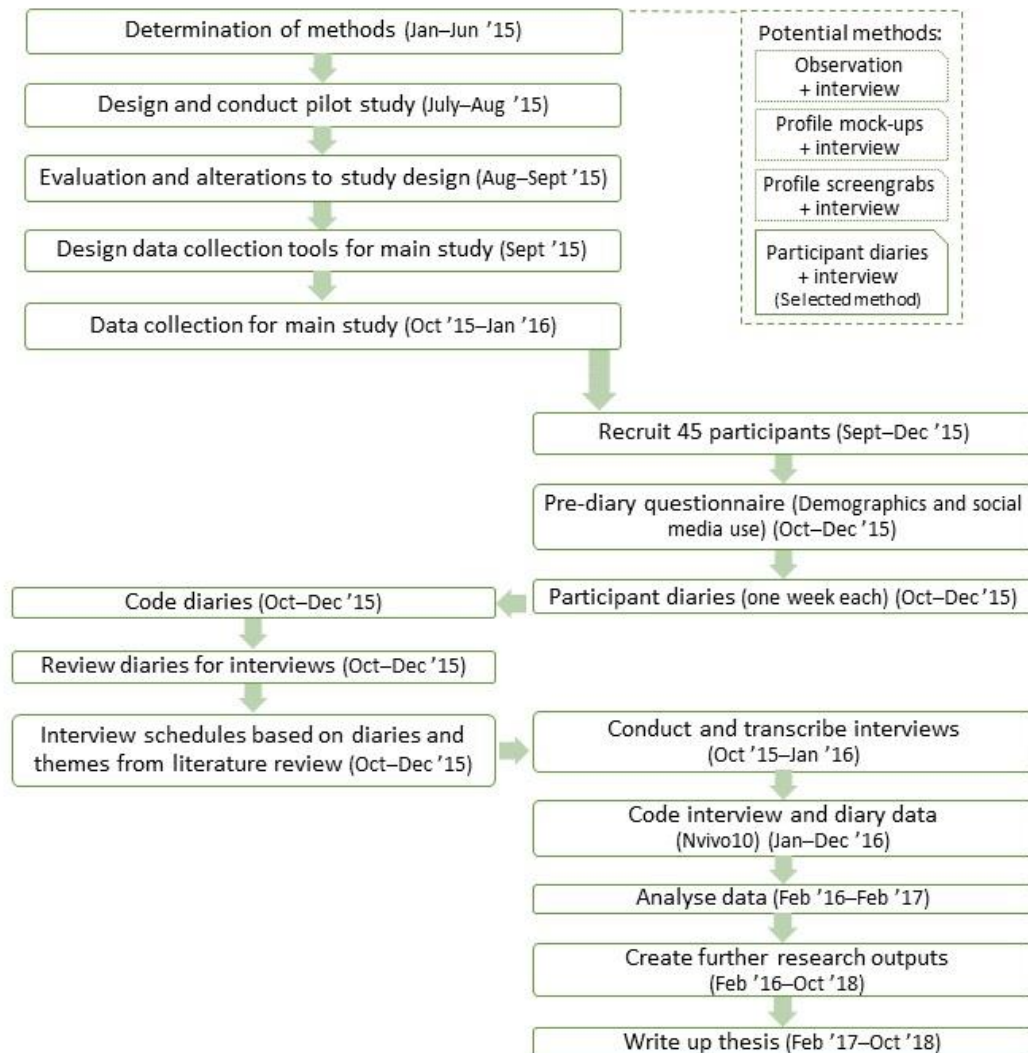 Determination of methods (Jan–Jun ’15)
Design and conduct pilot study (July–Aug ’15)
Evaluation and alterations to study design (Aug–Sept ’15)
Design data collection tools for main study (Sept ’15)
Data collection for main study (Oct ’15–Jan ’16)
Potential methods:
Observation
+ interview
Profile mock-ups
+ interview
Profile screengrabs
+ interview
Participant diaries
+ interview
(Selected method)
Recruit 45 participants (Sept–Dec ’15)
Pre-diary questionnaire (Demographics and social
media use) (Oct–Dec ’15)
Participant diaries (one week each) (Oct–Dec’15)
Code diaries (Oct–Dec ’15)
Review diaries for interviews (Oct–Dec ’15)
Interview schedules based on diaries and
themes from literature review (Oct–Dec ’15)
Conduct and transcribe interviews
(Oct ’15–Jan ’16)
Code interview and diary data
(Nvivo10) (Jan–Dec ’16)
Analyse data (Feb ’16–Feb ’17)
Create further research outputs
(Feb ’16–Oct ’18)
Write up thesis (Feb ’17–Oct ’18)